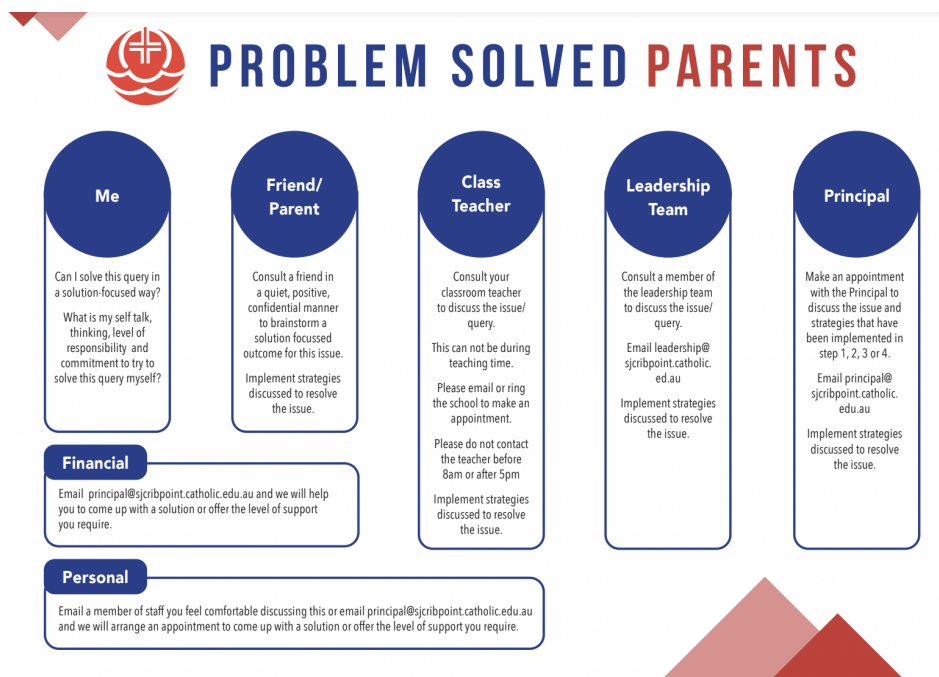 PROBLEM SOLVED PARENTS
Me
Can I solve this query in
a solution-focused way?
What is my self talk,
thinking, level of
responsibility and
commitment to try to
solve this query myself?
Friend/
Parent
Consult a friend in
a quiet, positive,
confidential manner
to brainstorm a
solution focussed
outcome for this issue.
Implement strategies
discussed to resolve
the issue.
Class
Teacher
Consult your
classroom teacher
to discuss the issue/
query.
This can not be during
teaching time.
Please email or ring
the school to make an
appointment.
Please do not contact
the teacher before
8am or after 5pm
Implement strategies
discussed to resolve
the issue.
Leadership
Team
Consult a member of
the leadership team
to discuss the issue/
query.
Email leadership@
sjcribpoint.catholic.
ed.au
Implement strategies
discussed to resolve
the issue.
Principal
Make an appointment
with the Principal to
discuss the issue and
strategies that have
been implemented in
step 1, 2, 3 or 4.
Email principal@
sjcribpoint.catholic.
edu.au
Implement strategies
discussed to resolve
the issue.
Financial
Email principal@sjcribpoint.catholic.edu.au and we will help
you to come up with a solution or offer the level of support
you require.
Personal
Email a member of staff you feel comfortable discussing this or email principal@sjcribpoint.catholic.edu.au
and we will arrange an appointment to come up with a solution or offer the level of support you require.